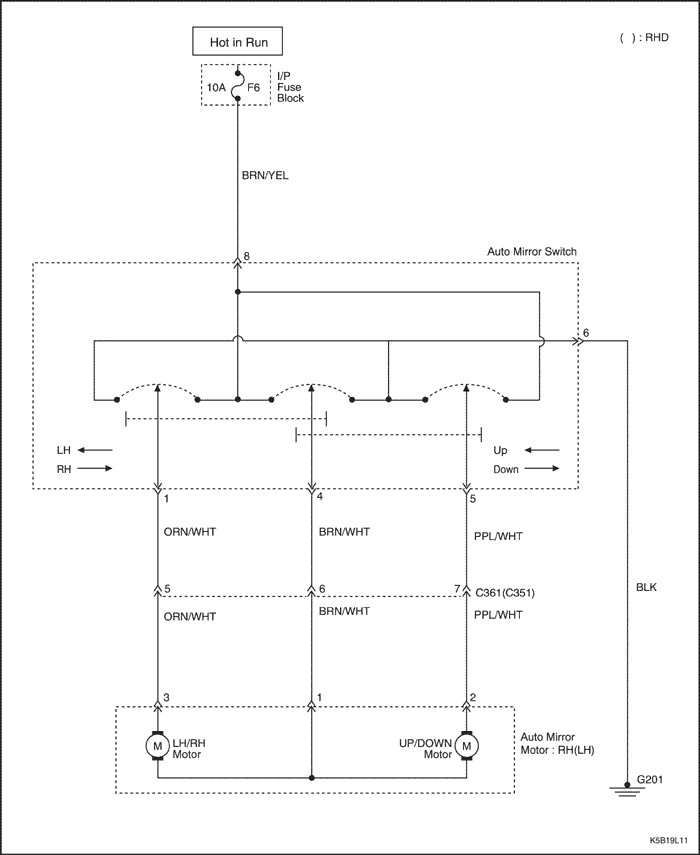 Hot in Run
( ) : RHD
10A
F6
I/P
Fuse
Block
BRN/YEL
8
Auto Mirror Switch
6
LH
RH
Up
Down
1
4
5
ORN/WHT
BRN/WHT
PPL/WHT
5
6
7
C361(C351)
BLK
ORN/WHT
BRN/WHT
PPL/WHT
3
1
2
M
LH/RH
Motor
UP/DOWN
Motor
M
Auto Mirror
Motor : RH(LH)
G201
K5B19L11